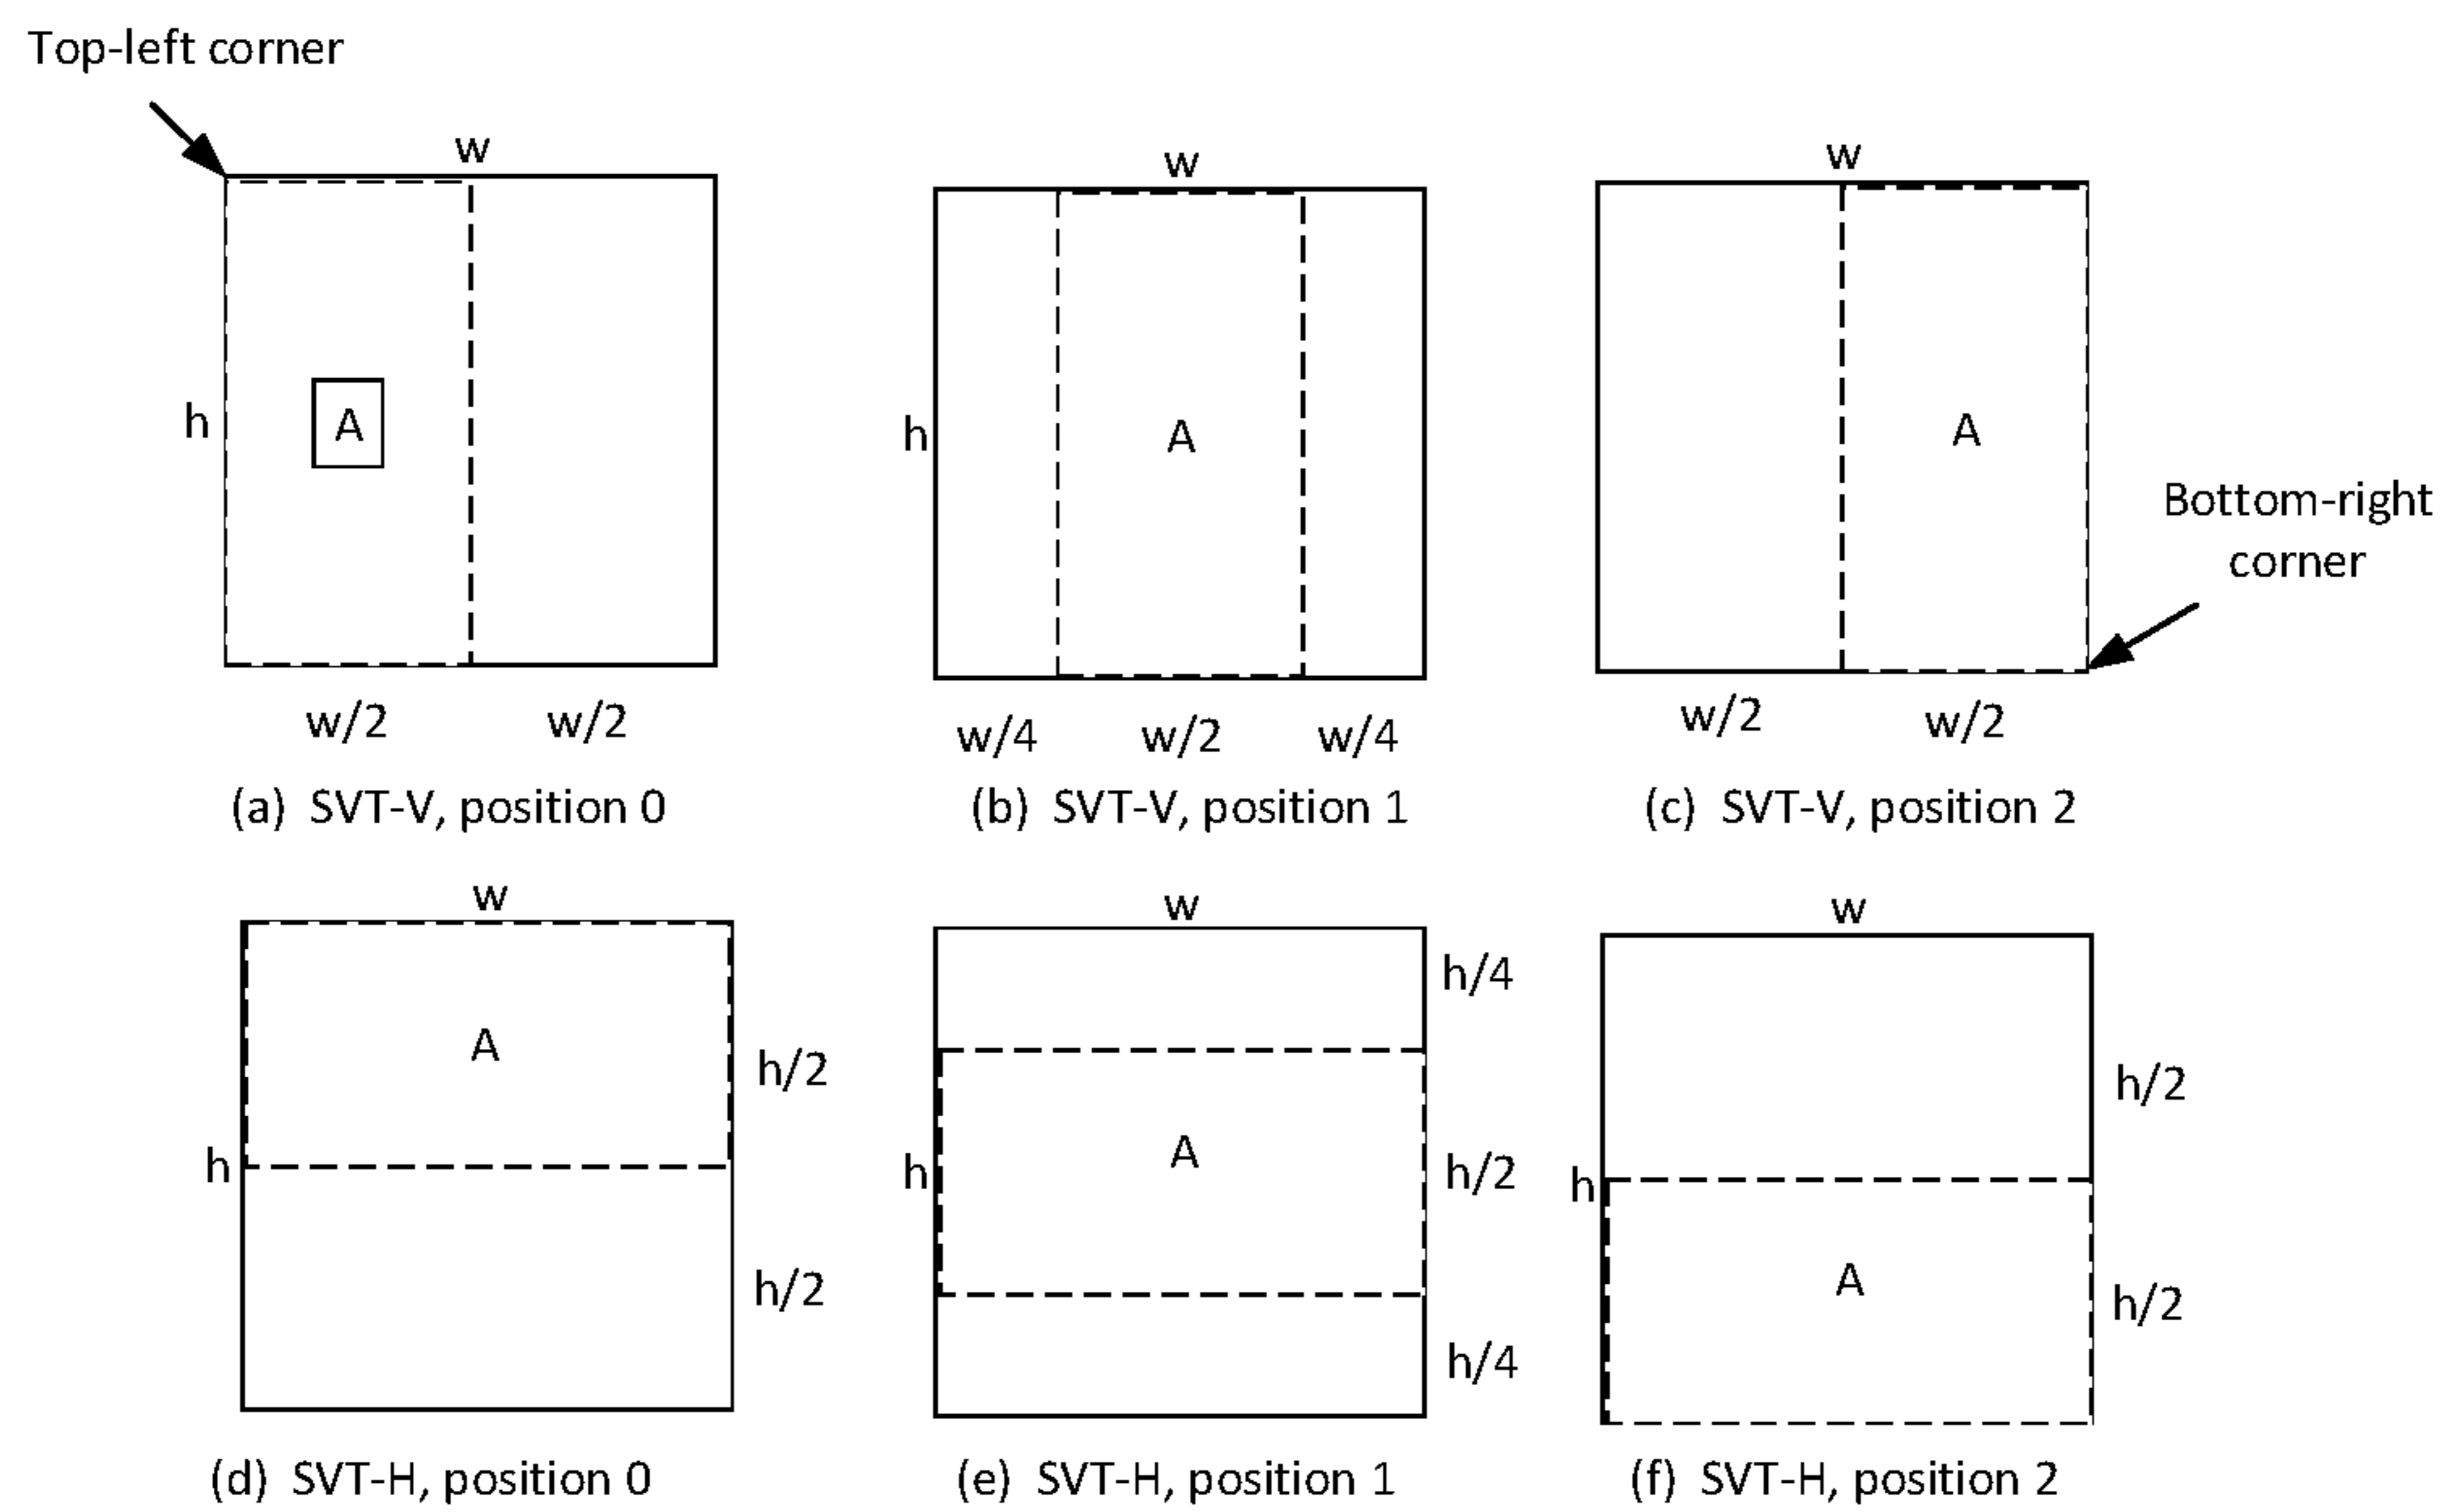 Top-left corner
w
w
w
h
A
h
A
A
Bottom-right
corner
w/2
w/2
w/4
w/2
w/4
w/2
w/2
(a) SVT-V, position 0
(b) SVT-V, position 1
(c) SVT-V, position 2
w
w
w
h/4
A
h/2
h
h/2
h
A
h/2
h/4
h/2
h
A
h/2
(d) SVT-H, position 0
(e) SVT-H, position 1
(f) SVT-H, position 2